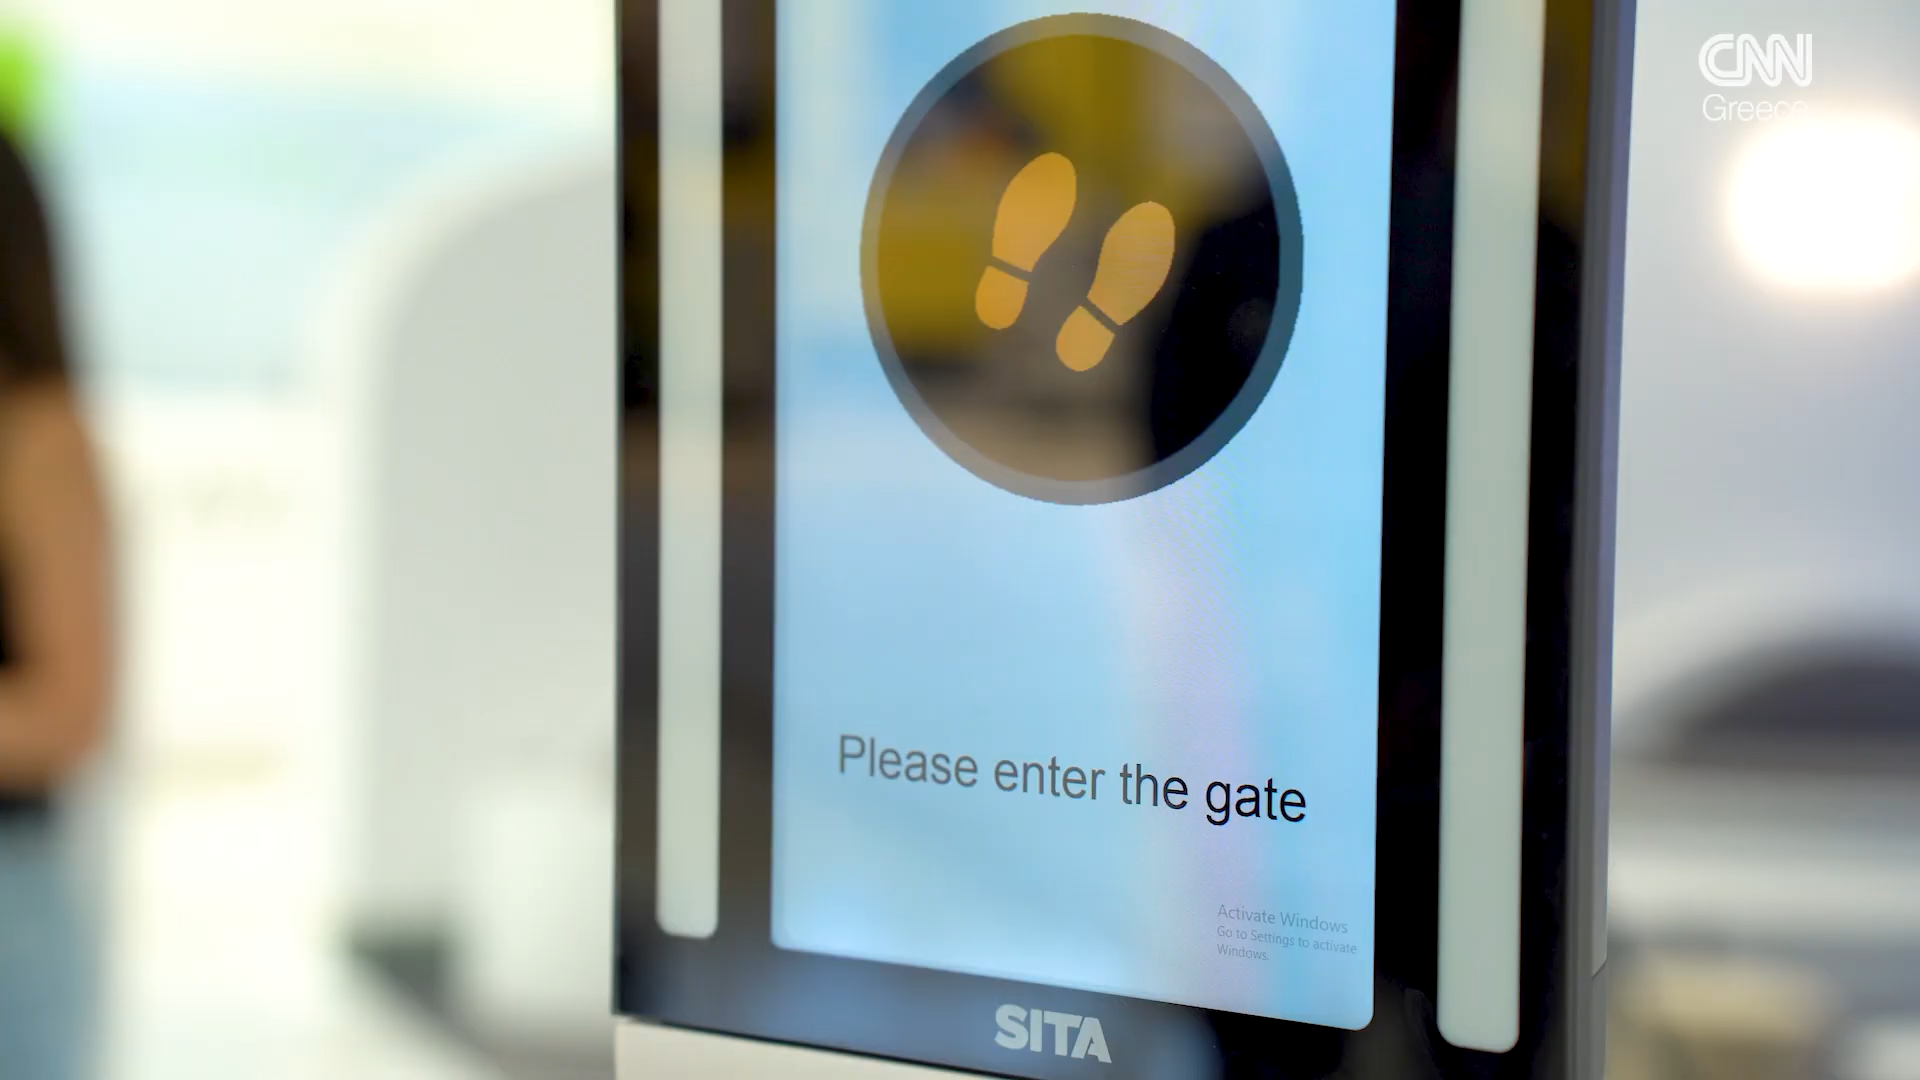 CNN
Greece
Please enter the gate
Activate Windows
Go to Settings to activate
Windows.
SITA